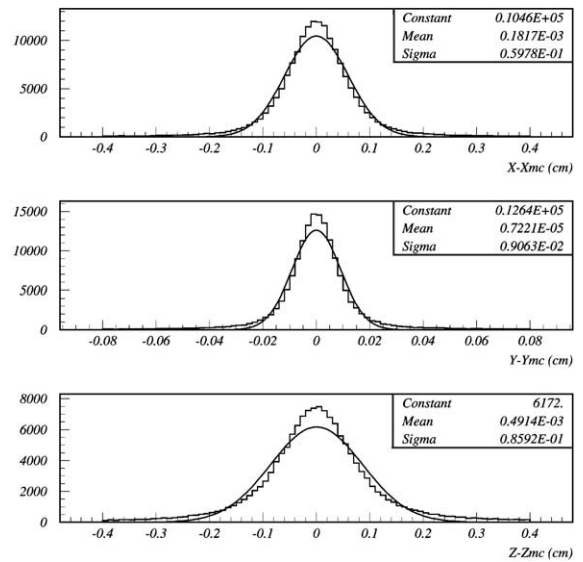 Constant 0.1046E+05
Mean 0.1817E-03
Sigma 0.5978E-01
10000
5000
0
-0.4 -0.3 -0.2 -0.1 0 0.1 0.2 0.3 0.4
X-Xmc (cm)
Constant 0.1264E+05
Mean 0.7221E-05
Sigma 0.9063E-02
15000
10000
5000
0
-0.08 -0.06 -0.04 -0.02 0 0.02 0.04 0.06 0.08
Y-Ymc (cm)
Constant 6172.
Mean 0.4914E-03
Sigma 0.8592E-01
8000
6000
4000
2000
0
-0.4 -0.3 -0.2 -0.1 0 0.1 0.2 0.3 0.4
Z-Zmc (cm)